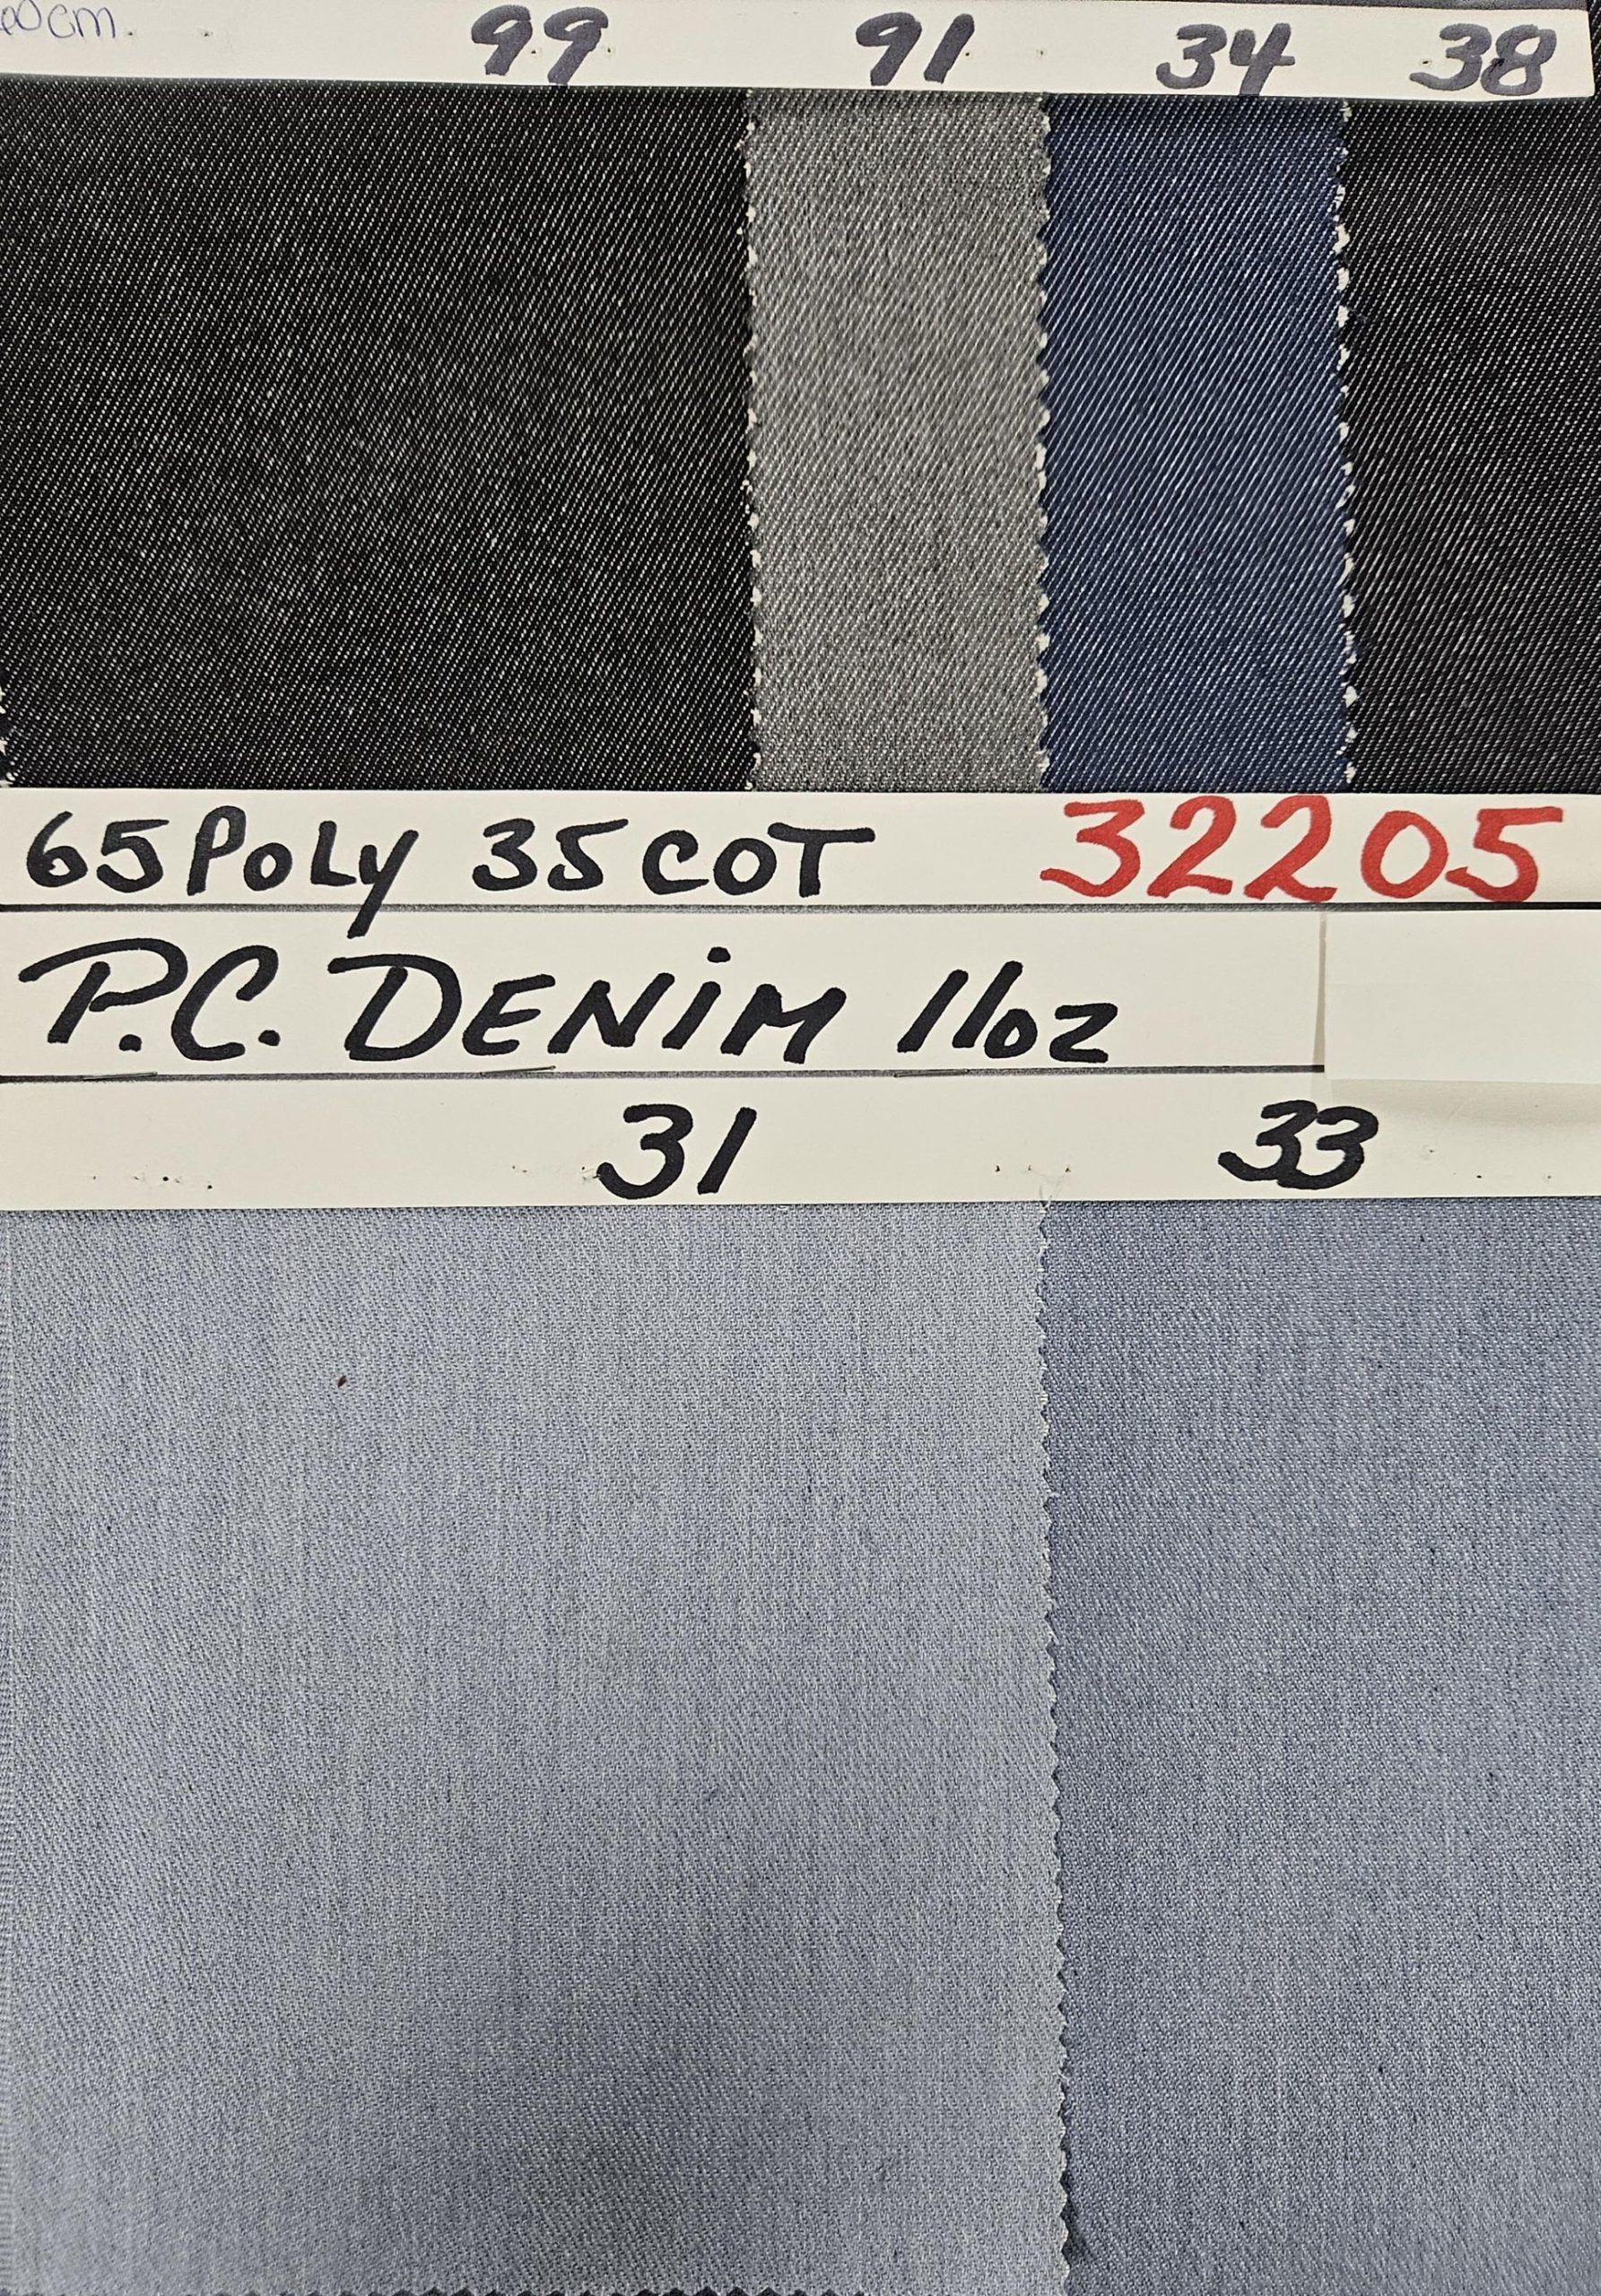 99 91 34 38
65 POLY 35 COT 32205
P.C. DENiM 11oz
31 33